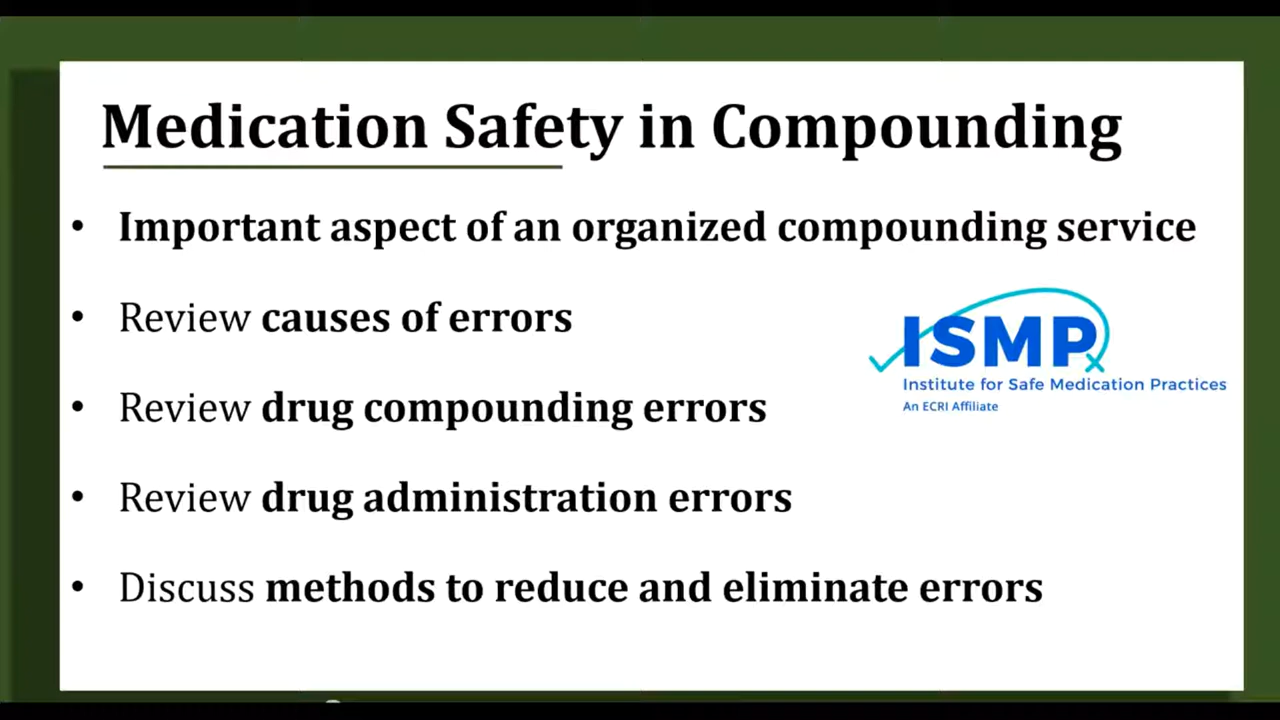 Medication Safety in Compounding
• Important aspect of an organized compounding service
• Review causes of errors
• Review drug compounding errors
• Review drug administration errors
• Discuss methods to reduce and eliminate errors
ISMP
Institute for Safe Medication Practices
An ECRI Affiliate